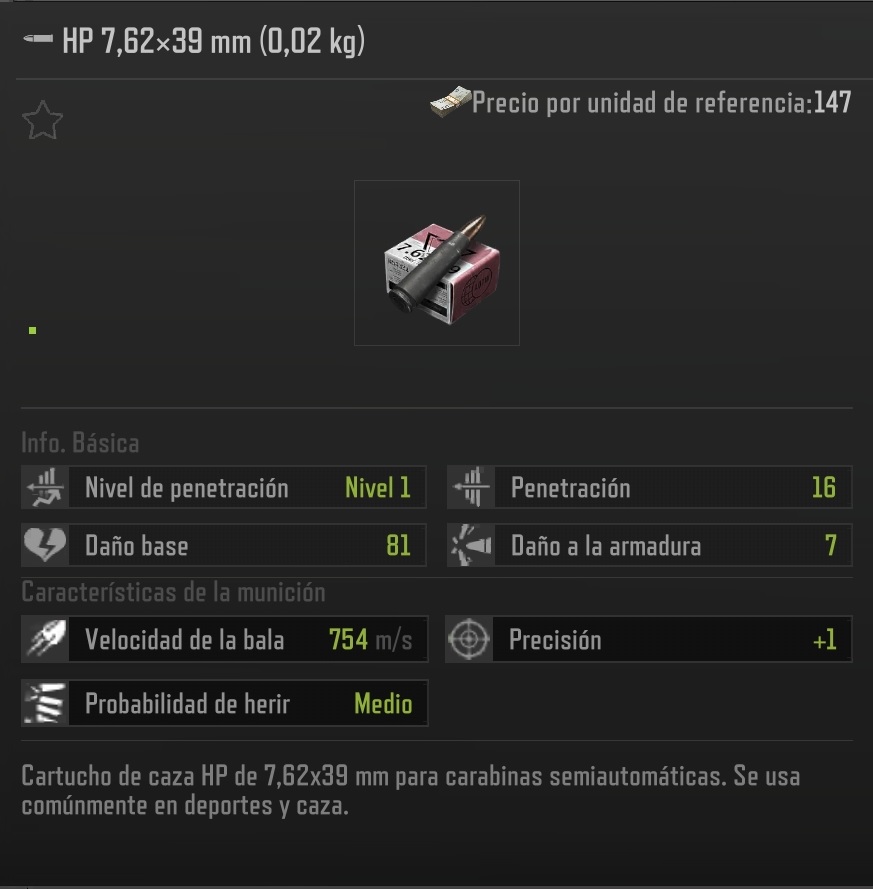 HP 7,62×39 mm (0,02 kg)
Precio por unidad de referencia:147
Info. Básica
Nivel de penetración Nivel 1
Penetración 16
Daño base 81
Daño a la armadura 7
Características de la munición
Velocidad de la bala 754 m/s
Precisión +1
Probabilidad de herir Medio
Cartucho de caza HP de 7,62x39 mm para carabinas semiautomáticas. Se usa
comúnmente en deportes y caza.